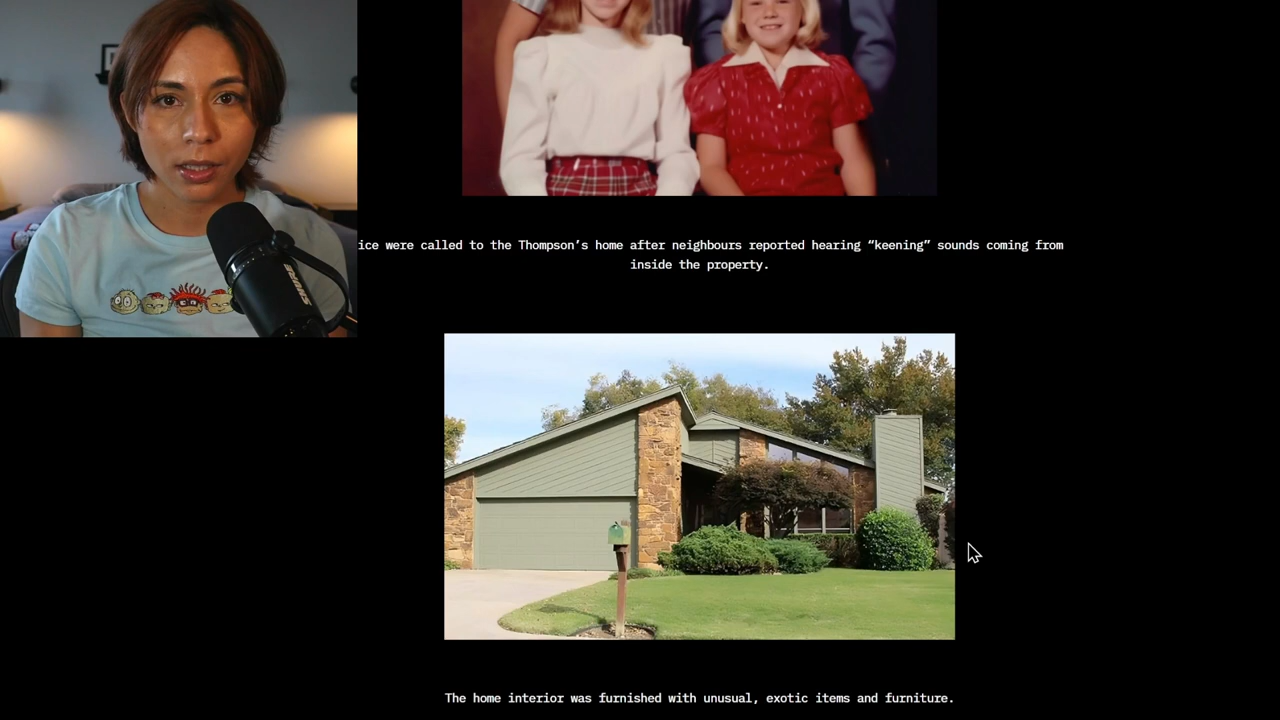 ice were called to the Thompson’s home after neighbours reported hearing “keening” sounds coming from
inside the property.
SHURE
The home interior was furnished with unusual, exotic items and furniture.